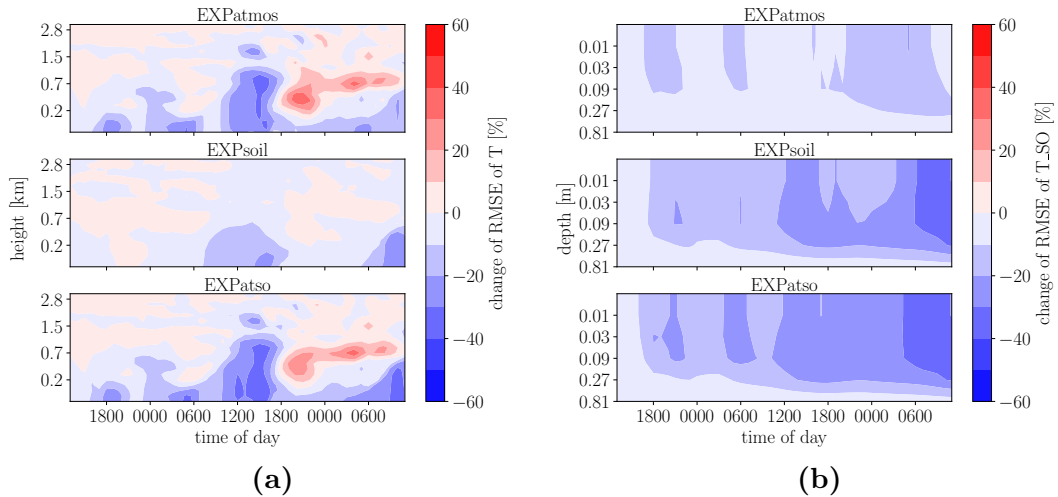 EXPatmos
2.8
1.5
0.7
0.2
EXPsoil
2.8
1.5
0.7
0.2
height [km]
EXPatso
2.8
1.5
0.7
0.2
1800 0000 0600 1200 1800 0000 0600
time of day
60
40
20
0
−20
−40
−60
change of RMSE of T [%]
(a)
EXPatmos
0.01
0.03
0.09
0.27
0.81
EXPsoil
0.01
0.03
0.09
0.27
0.81
depth [m]
EXPatso
0.01
0.03
0.09
0.27
0.81
1800 0000 0600 1200 1800 0000 0600
time of day
60
40
20
0
−20
−40
−60
change of RMSE of T_SO [%]
(b)